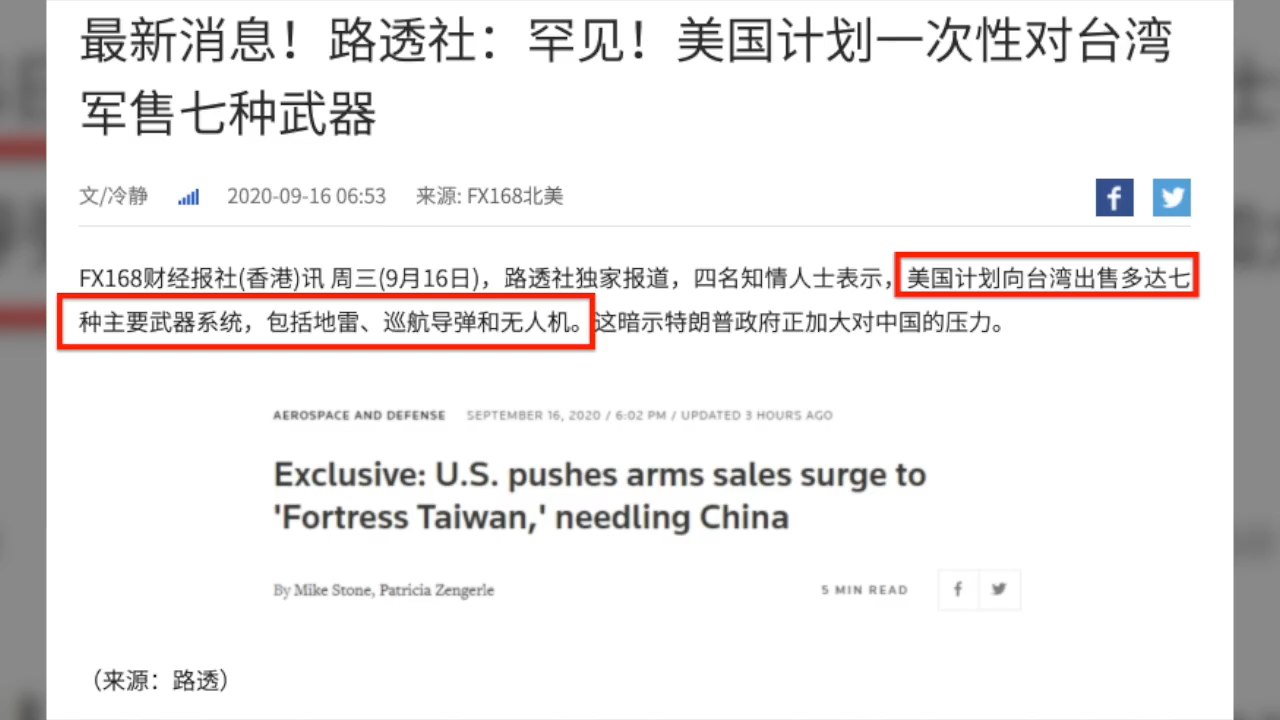 最新消息！路透社：罕见！美国计划一次性对台湾
军售七种武器
文/冷静 2020-09-16 06:53 来源: FX168北美
FX168财经报社(香港)讯 周三(9月16日)，路透社独家报道，四名知情人士表示，美国计划向台湾出售多达七
种主要武器系统，包括地雷、巡航导弹和无人机。这暗示特朗普政府正加大对中国的压力。
AEROSPACE AND DEFENSE SEPTEMBER 16, 2020 / 6:02 PM / UPDATED 3 HOURS AGO
Exclusive: U.S. pushes arms sales surge to
'Fortress Taiwan,' needling China
By Mike Stone, Patricia Zengerle 5 MIN READ
（来源：路透）